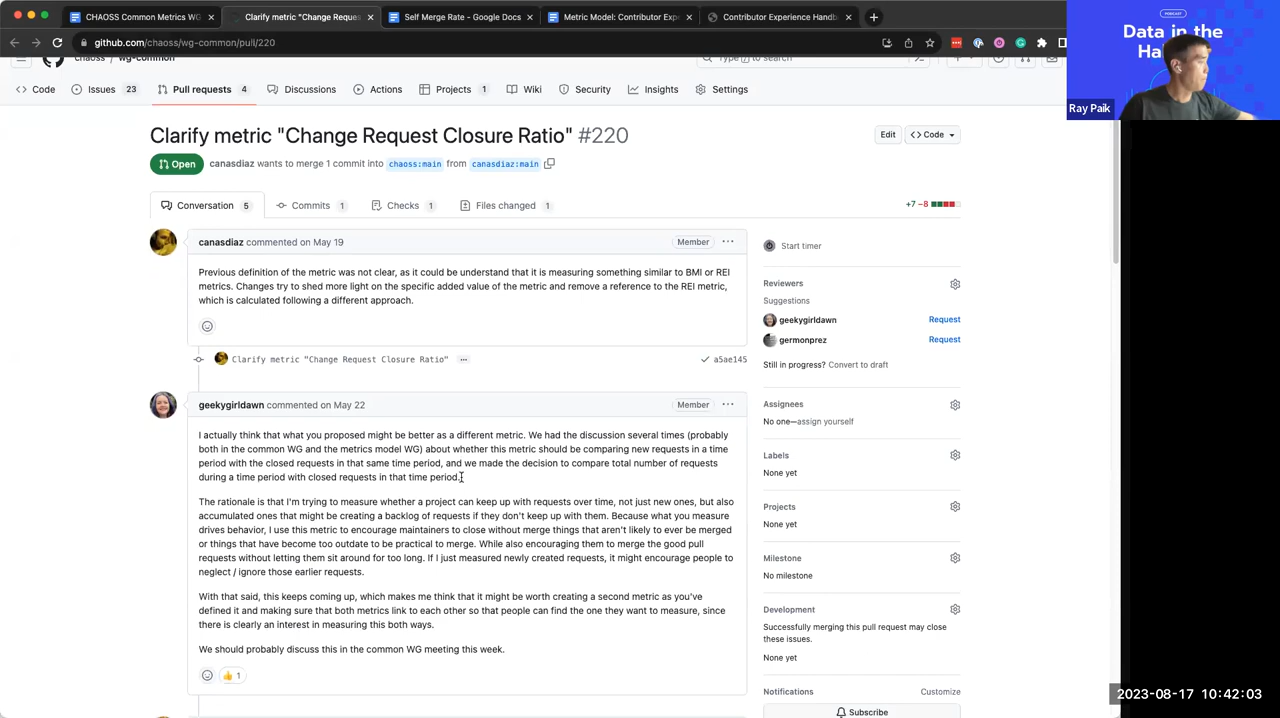 CHAOSS Common Metrics WG
Clarify metric "Change Reques
Self Merge Rate - Google Docs
Metric Model: Contributor Exp
Contributor Experience Handb
github.com/chaoss/wg-common/pull/220
chaoss / wg-common
Type / to search
Code
Issues 23
Pull requests 4
Discussions
Actions
Projects 1
Wiki
Security
Insights
Settings
Clarify metric "Change Request Closure Ratio" #220
Edit
<> Code
Open
canasdiaz wants to merge 1 commit into chaoss:main from canasdiaz:main
Conversation 5
Commits 1
Checks 1
Files changed 1
+7 −8
canasdiaz commented on May 19
Member
Previous definition of the metric was not clear, as it could be understand that it is measuring something similar to BMI or REI
metrics. Changes try to shed more light on the specific added value of the metric and remove a reference to the REI metric,
which is calculated following a different approach.
Clarify metric "Change Request Closure Ratio"
a5ae145
geekygirldawn commented on May 22
Member
I actually think that what you proposed might be better as a different metric. We had the discussion several times (probably
both in the common WG and the metrics model WG) about whether this metric should be comparing new requests in a time
period with the closed requests in that same time period, and we made the decision to compare total number of requests
during a time period with closed requests in that time period.
The rationale is that I'm trying to measure whether a project can keep up with requests over time, not just new ones, but also
accumulated ones that might be creating a backlog of requests if they don't keep up with them. Because what you measure
drives behavior, I use this metric to encourage maintainers to close without merge things that aren't likely to ever be merged
or things that have become too outdate to be practical to merge. While also encouraging them to merge the good pull
requests without letting them sit around for too long. If I just measured newly created requests, it might encourage people to
neglect / ignore those earlier requests.
With that said, this keeps coming up, which makes me think that it might be worth creating a second metric as you've
defined it and making sure that both metrics link to each other so that people can find the one they want to measure, since
there is clearly an interest in measuring this both ways.
We should probably discuss this in the common WG meeting this week.
1
Start timer
Reviewers
Suggestions
geekygirldawn
Request
germonprez
Request
Still in progress? Convert to draft
Assignees
No one—assign yourself
Labels
None yet
Projects
None yet
Milestone
No milestone
Development
Successfully merging this pull request may close
these issues.
None yet
Notifications
Customize
Subscribe
PODCAST
Data in the
Ha
Ray Paik
2023-08-17 10:42:03